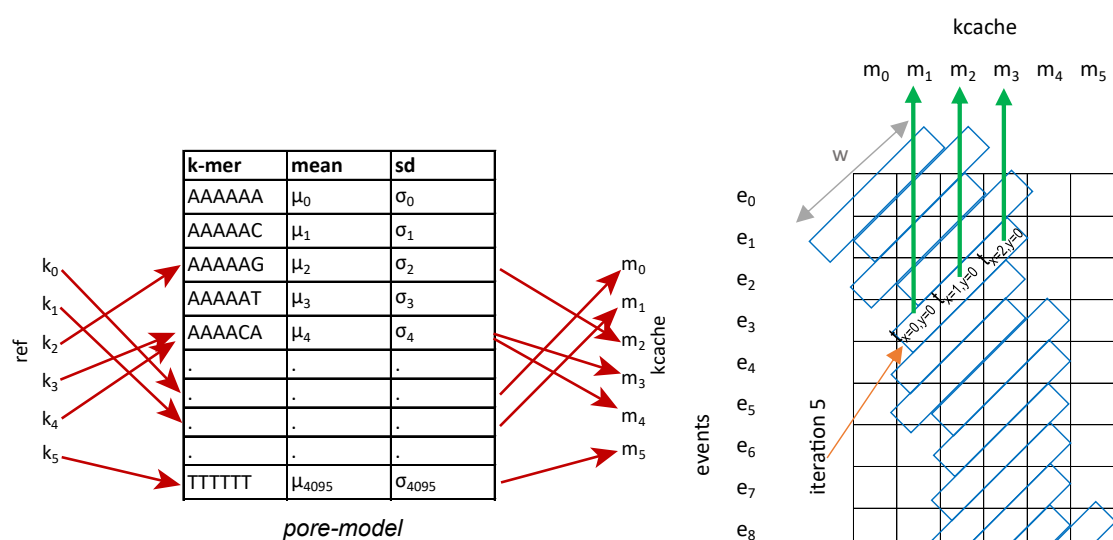 kcache
m0 m1 m2 m3 m4 m5
w
k-mer mean sd
AAAAAA μ0 σ0
AAAAAC μ1 σ1
AAAAAG μ2 σ2
AAAAAT μ3 σ3
AAAACA μ4 σ4
. . .
. . .
. . .
. . .
TTTTTT μ4095 σ4095
pore-model
ref
k0
k1
k2
k3
k4
k5
m0
m1
m2
m3
m4
m5
kcache
events
e0
e1
e2
e3
e4
e5
e6
e7
e8
tx=0,y=0
tx=1,y=0
tx=2,y=0
iteration 5